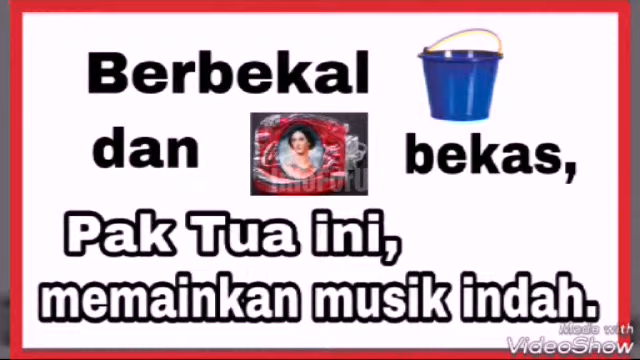 Berbekal
dan bekas,
Pak Tua ini,
memainkan musik indah.
Made with
VideoShow